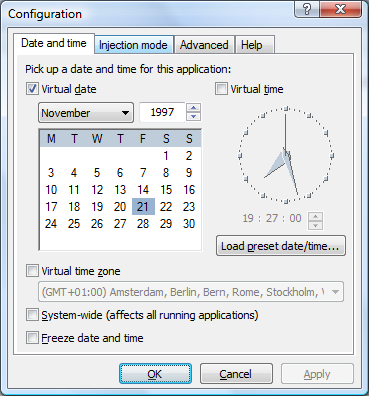 Configuration
Date and time Injection mode Advanced Help
Pick up a date and time for this application:
Virtual date Virtual time
November 1997
M T W T F S S
1 2
3 4 5 6 7 8 9
10 11 12 13 14 15 16
17 18 19 20 21 22 23
24 25 26 27 28 29 30
19 : 27 : 00
Load preset date/time...
Virtual time zone
(GMT+01:00) Amsterdam, Berlin, Bern, Rome, Stockholm,
System-wide (affects all running applications)
Freeze date and time
OK Cancel Apply